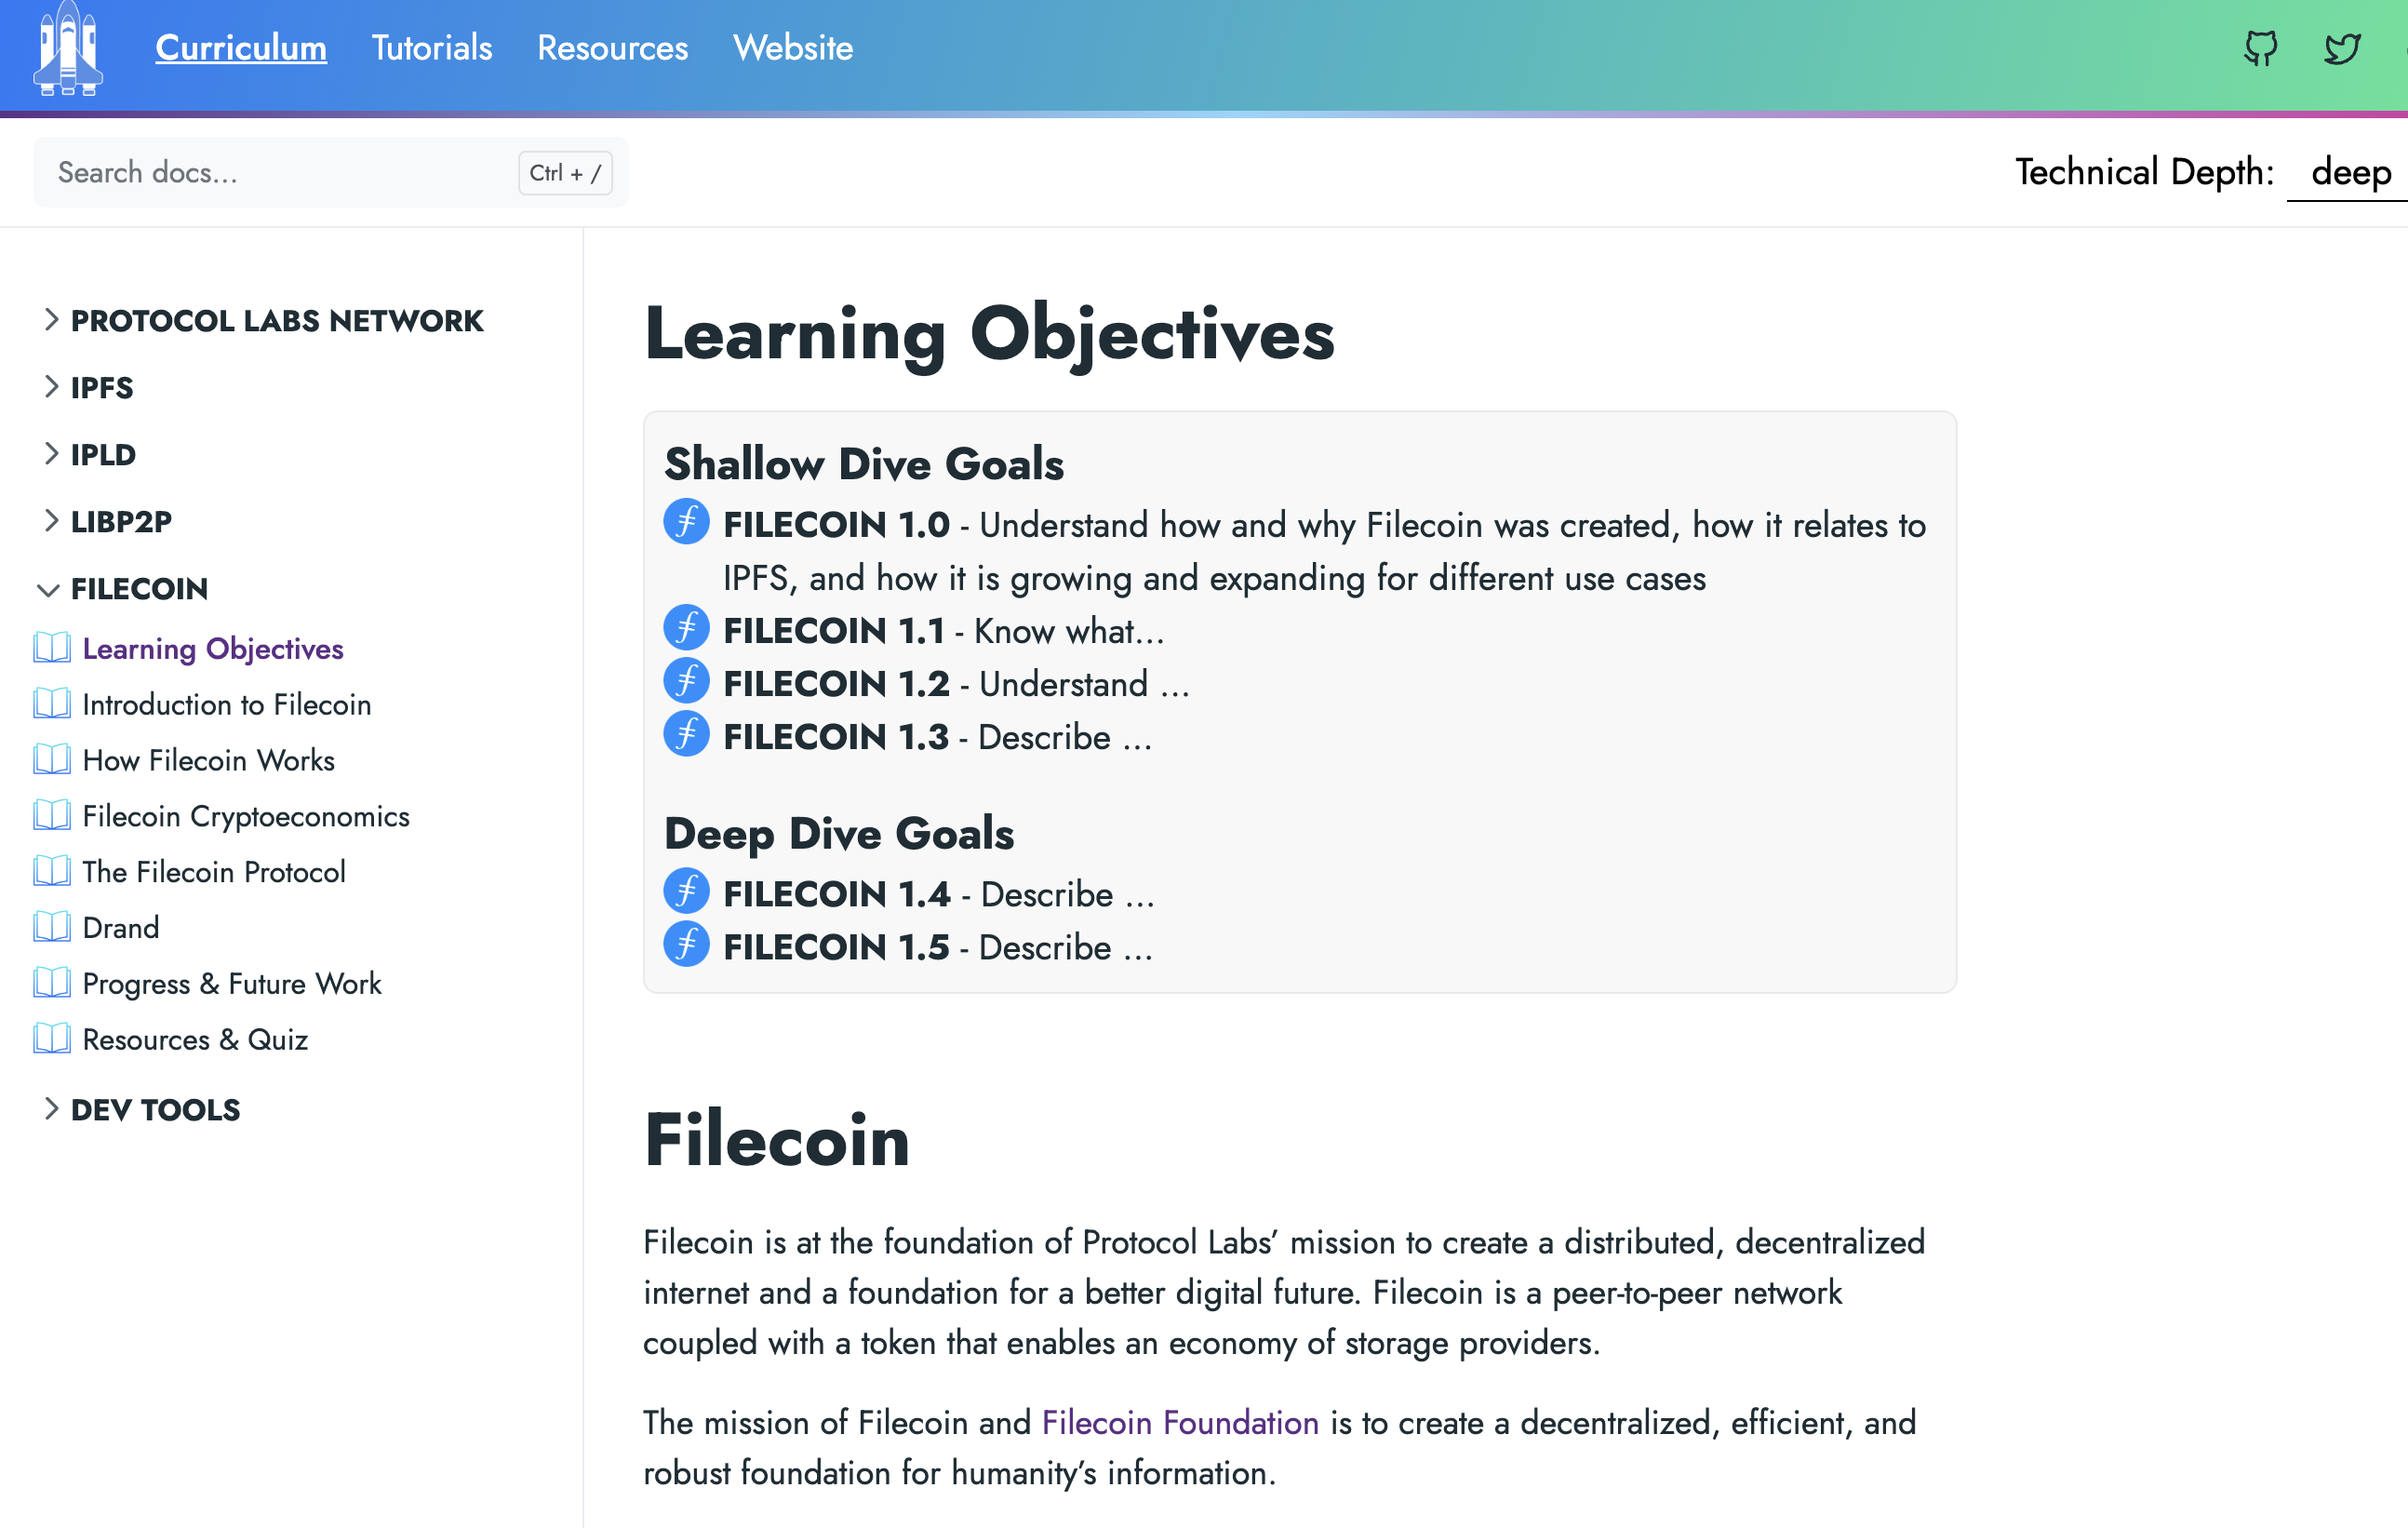 Curriculum Tutorials Resources Website
Search docs... Ctrl + /
Technical Depth: deep
PROTOCOL LABS NETWORK
IPFS
IPLD
LIBP2P
FILECOIN
Learning Objectives
Introduction to Filecoin
How Filecoin Works
Filecoin Cryptoeconomics
The Filecoin Protocol
Drand
Progress & Future Work
Resources & Quiz
DEV TOOLS
Learning Objectives
Shallow Dive Goals
FILECOIN 1.0 - Understand how and why Filecoin was created, how it relates to
IPFS, and how it is growing and expanding for different use cases
FILECOIN 1.1 - Know what...
FILECOIN 1.2 - Understand ...
FILECOIN 1.3 - Describe ...
Deep Dive Goals
FILECOIN 1.4 - Describe ...
FILECOIN 1.5 - Describe ...
Filecoin
Filecoin is at the foundation of Protocol Labs’ mission to create a distributed, decentralized
internet and a foundation for a better digital future. Filecoin is a peer-to-peer network
coupled with a token that enables an economy of storage providers.
The mission of Filecoin and Filecoin Foundation is to create a decentralized, efficient, and
robust foundation for humanity’s information.